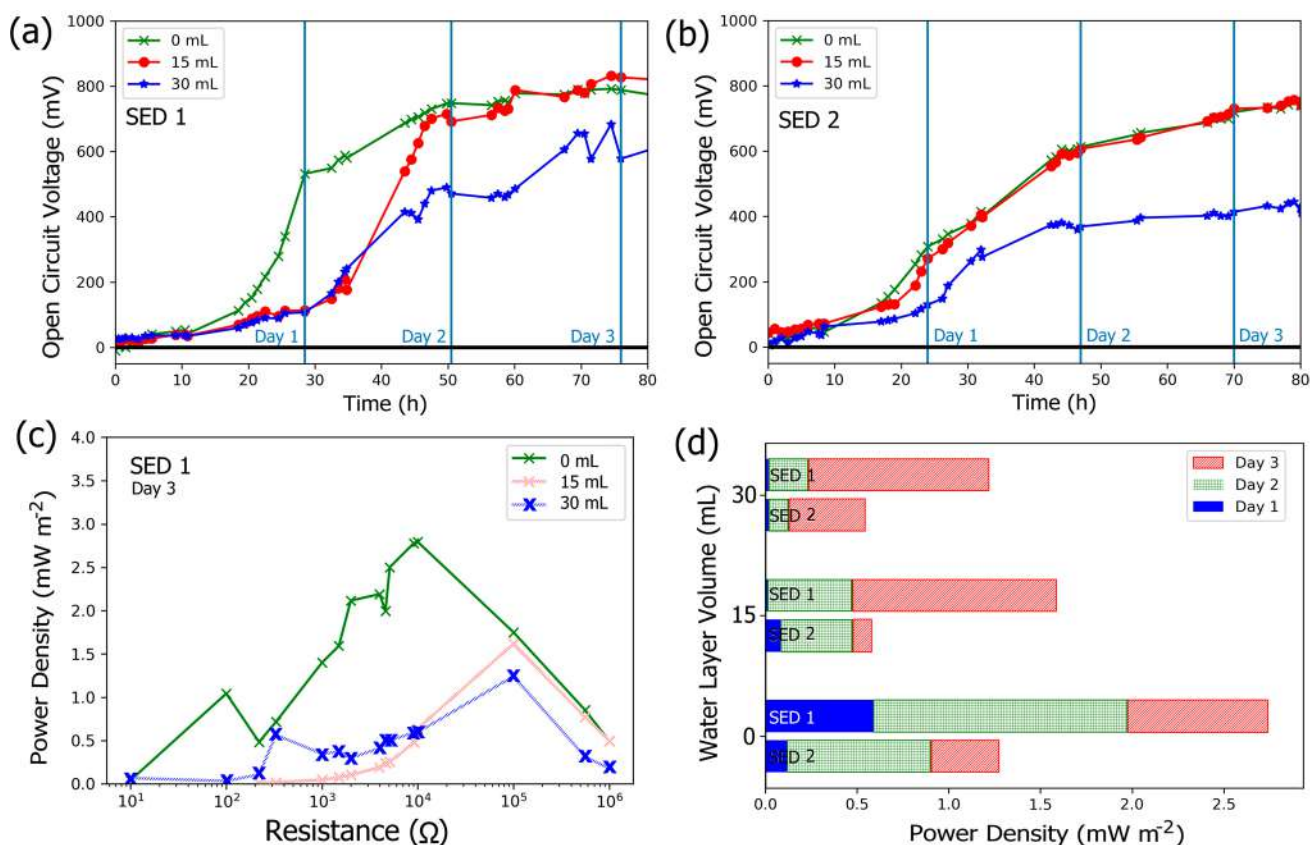 (a)
1000
800
600
400
200
0
Open Circuit Voltage (mV)
0 mL
15 mL
30 mL
SED 1
Day 1
Day 2
Day 3
0 10 20 30 40 50 60 70 80
Time (h)
(b)
1000
800
600
400
200
0
Open Circuit Voltage (mV)
0 mL
15 mL
30 mL
SED 2
Day 1
Day 2
Day 3
0 10 20 30 40 50 60 70 80
Time (h)
(c)
4.0
3.5
3.0
2.5
2.0
1.5
1.0
0.5
0.0
Power Density (mW m⁻²)
SED 1
Day 3
0 mL
15 mL
30 mL
10¹ 10² 10³ 10⁴ 10⁵ 10⁶
Resistance (Ω)
(d)
Water Layer Volume (mL)
30
15
0
SED 1
SED 2
SED 1
SED 2
SED 1
SED 2
Day 3
Day 2
Day 1
0.0 0.5 1.0 1.5 2.0 2.5
Power Density (mW m⁻²)